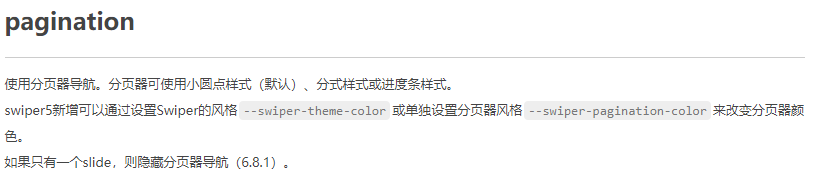 pagination
使用分页器导航。分页器可使用小圆点样式（默认）、分式样式或进度条样式。
swiper5新增可以通过设置Swiper的风格 --swiper-theme-color 或单独设置分页器风格 --swiper-pagination-color 来改变分页器颜
色。
如果只有一个slide，则隐藏分页器导航（6.8.1）。